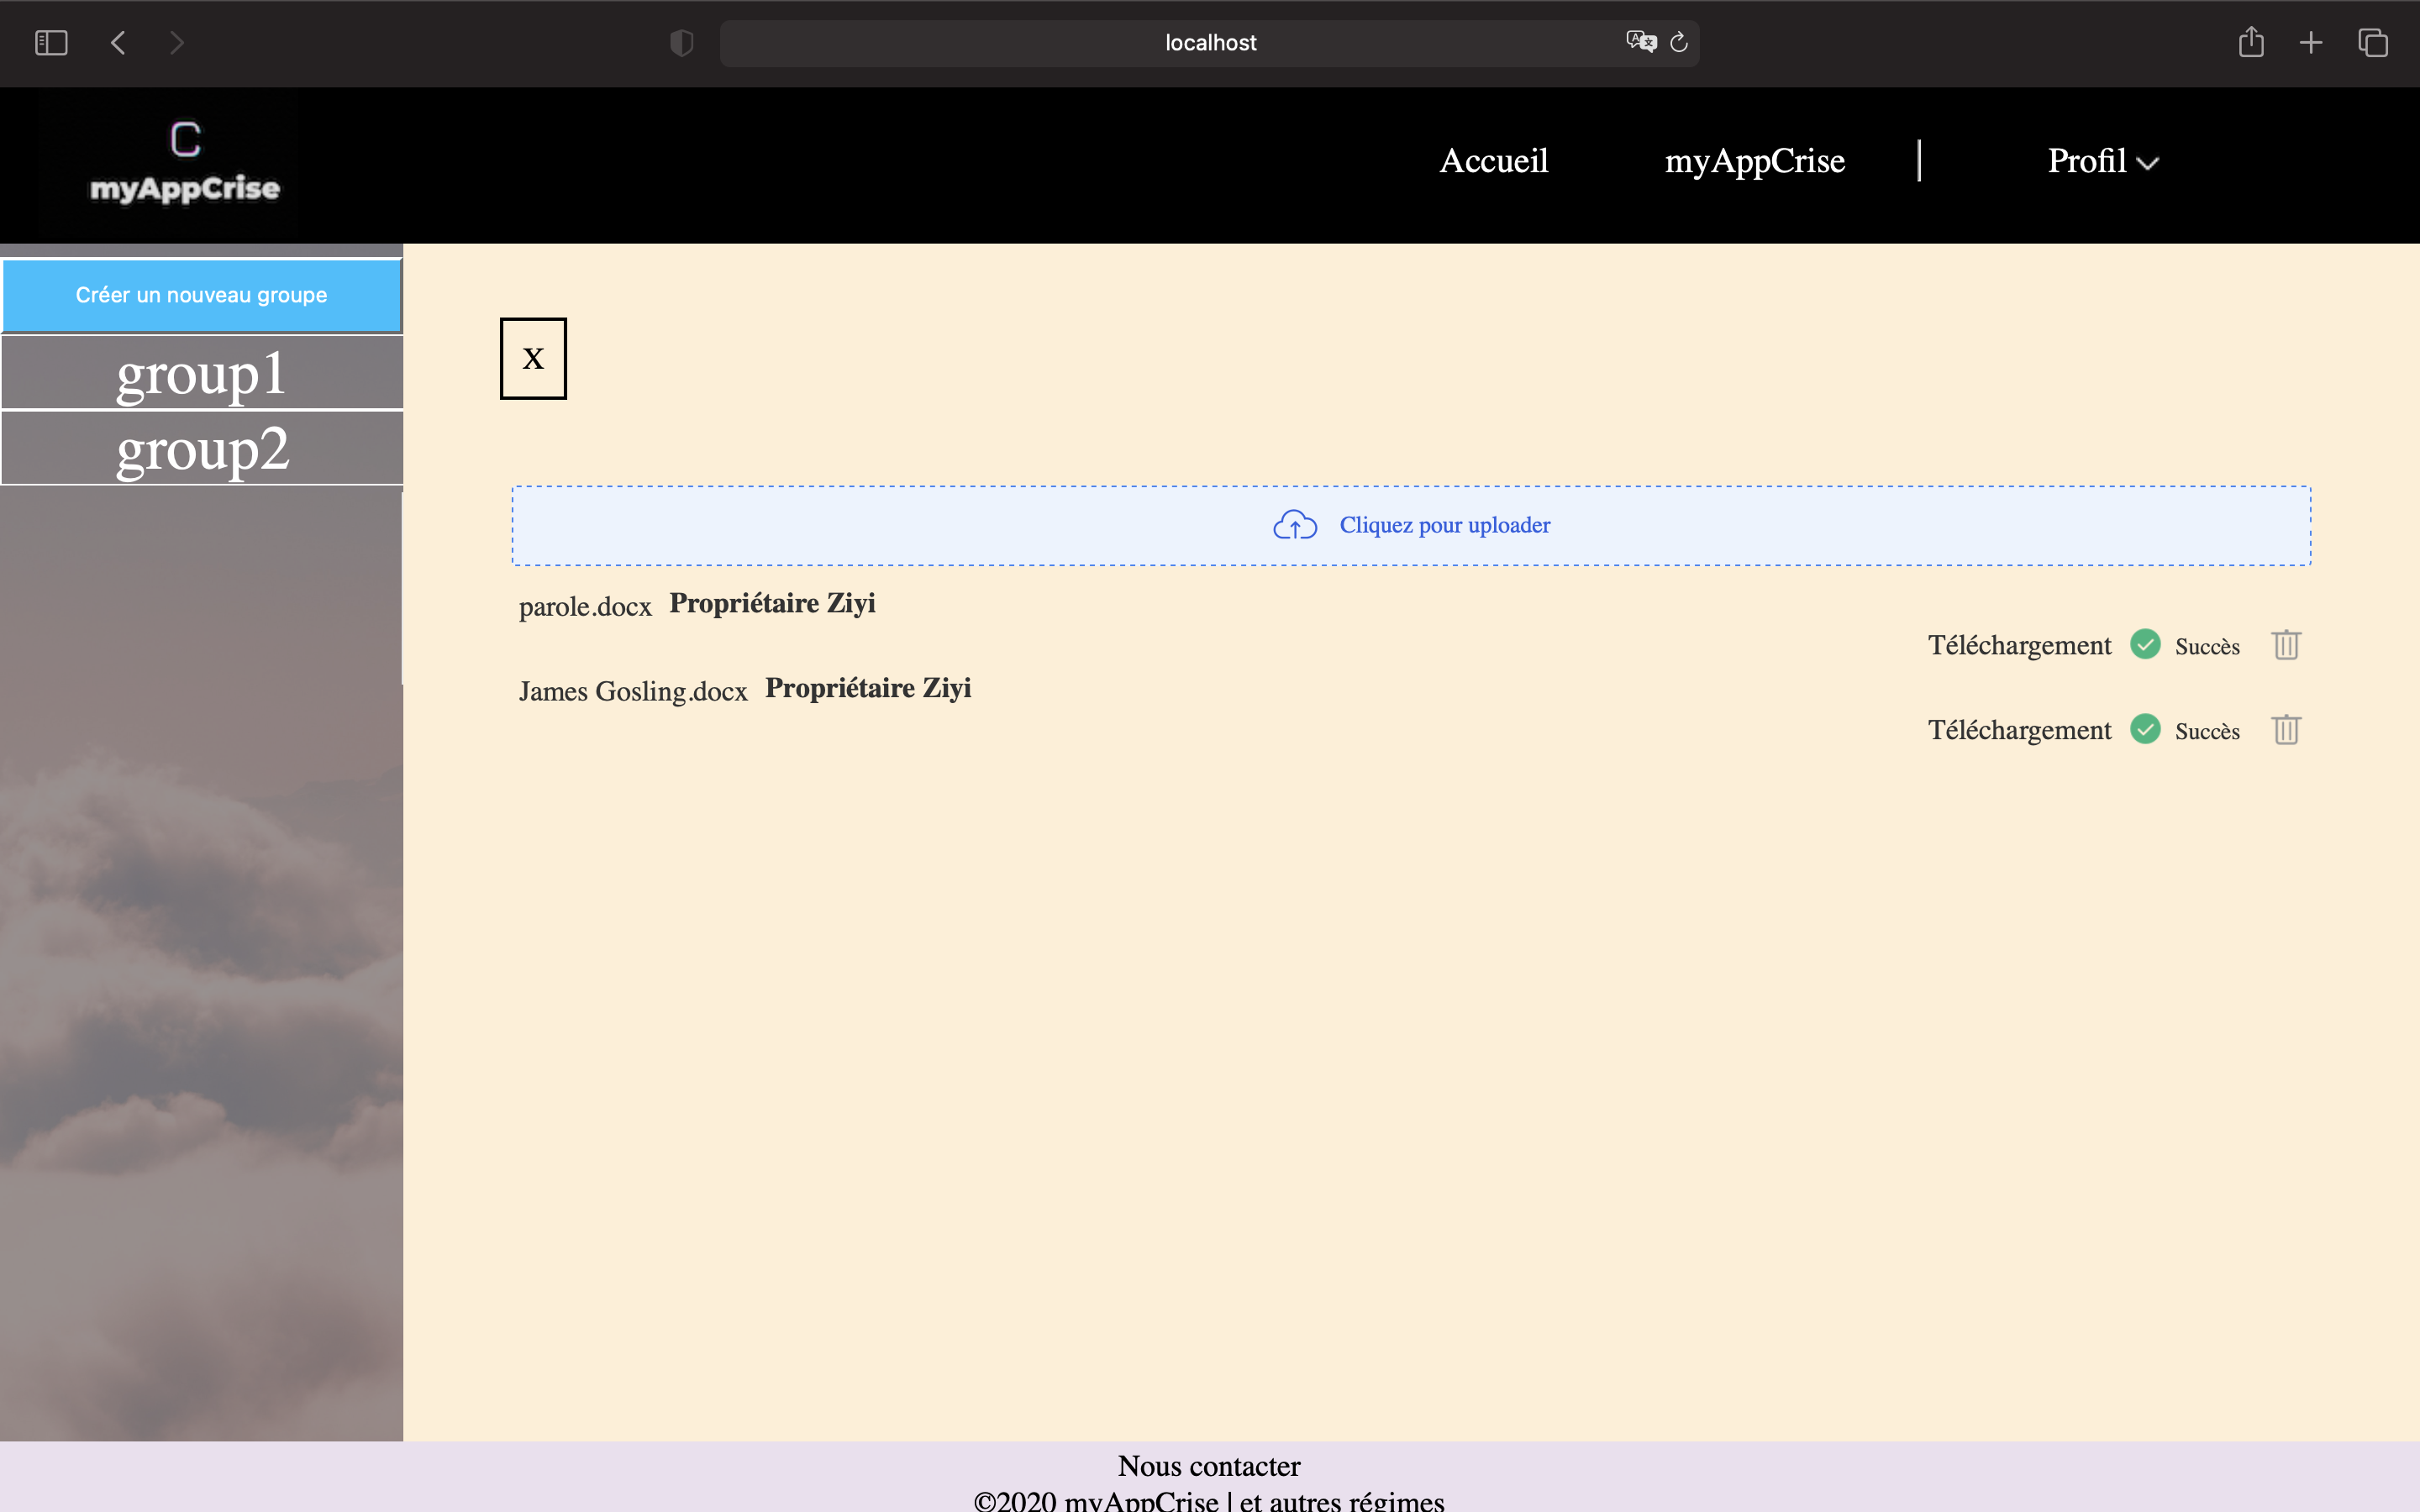 localhost
C
myAppCrise
Accueil myAppCrise | Profil
Créer un nouveau groupe
group1
group2
x
Cliquez pour uploader
parole.docx Propriétaire Ziyi
Téléchargement Succès
James Gosling.docx Propriétaire Ziyi
Téléchargement Succès
Nous contacter
©2020 myAppCrise | et autres régimes